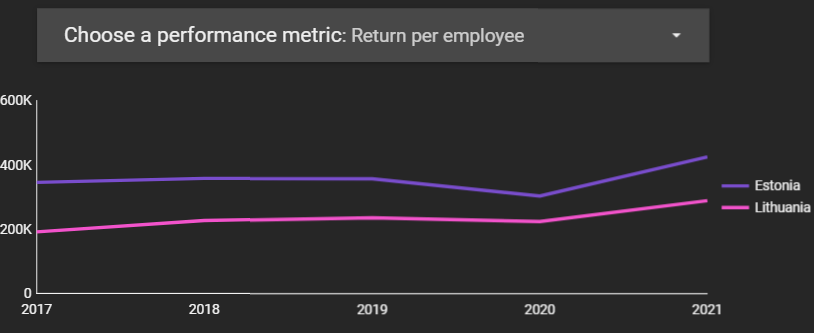 Choose a performance metric: Return per employee
600K
400K
200K
0
2017 2018 2019 2020 2021
Estonia
Lithuania